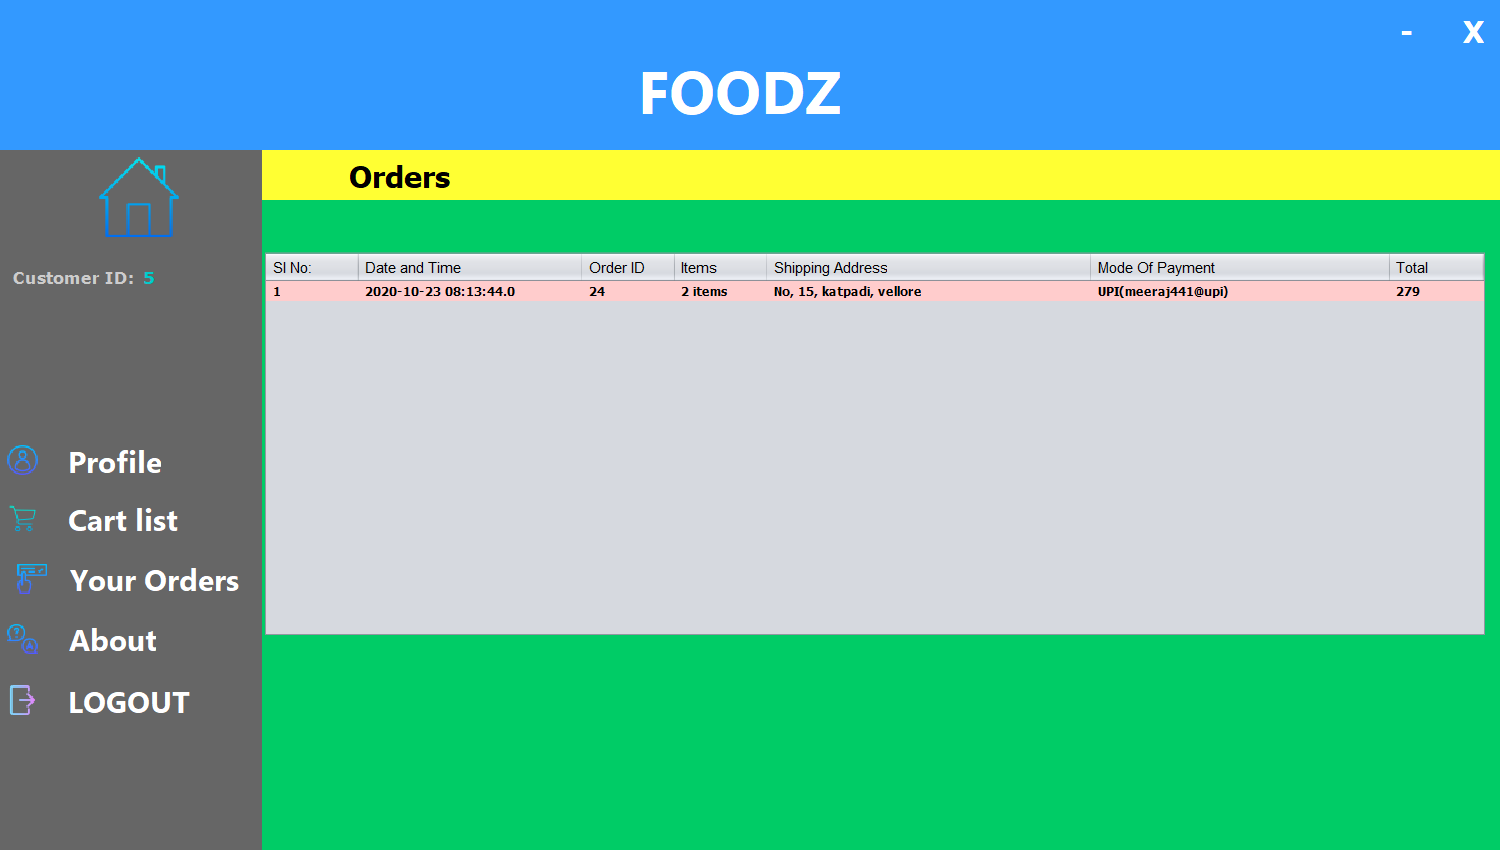 - X
FOODZ
Orders
Customer ID: 5
Sl No: Date and Time Order ID Items Shipping Address Mode Of Payment Total
1 2020-10-23 08:13:44.0 24 2 items No, 15, katpadi, vellore UPI(meeraj441@upi) 279
Profile
Cart list
Your Orders
About
LOGOUT